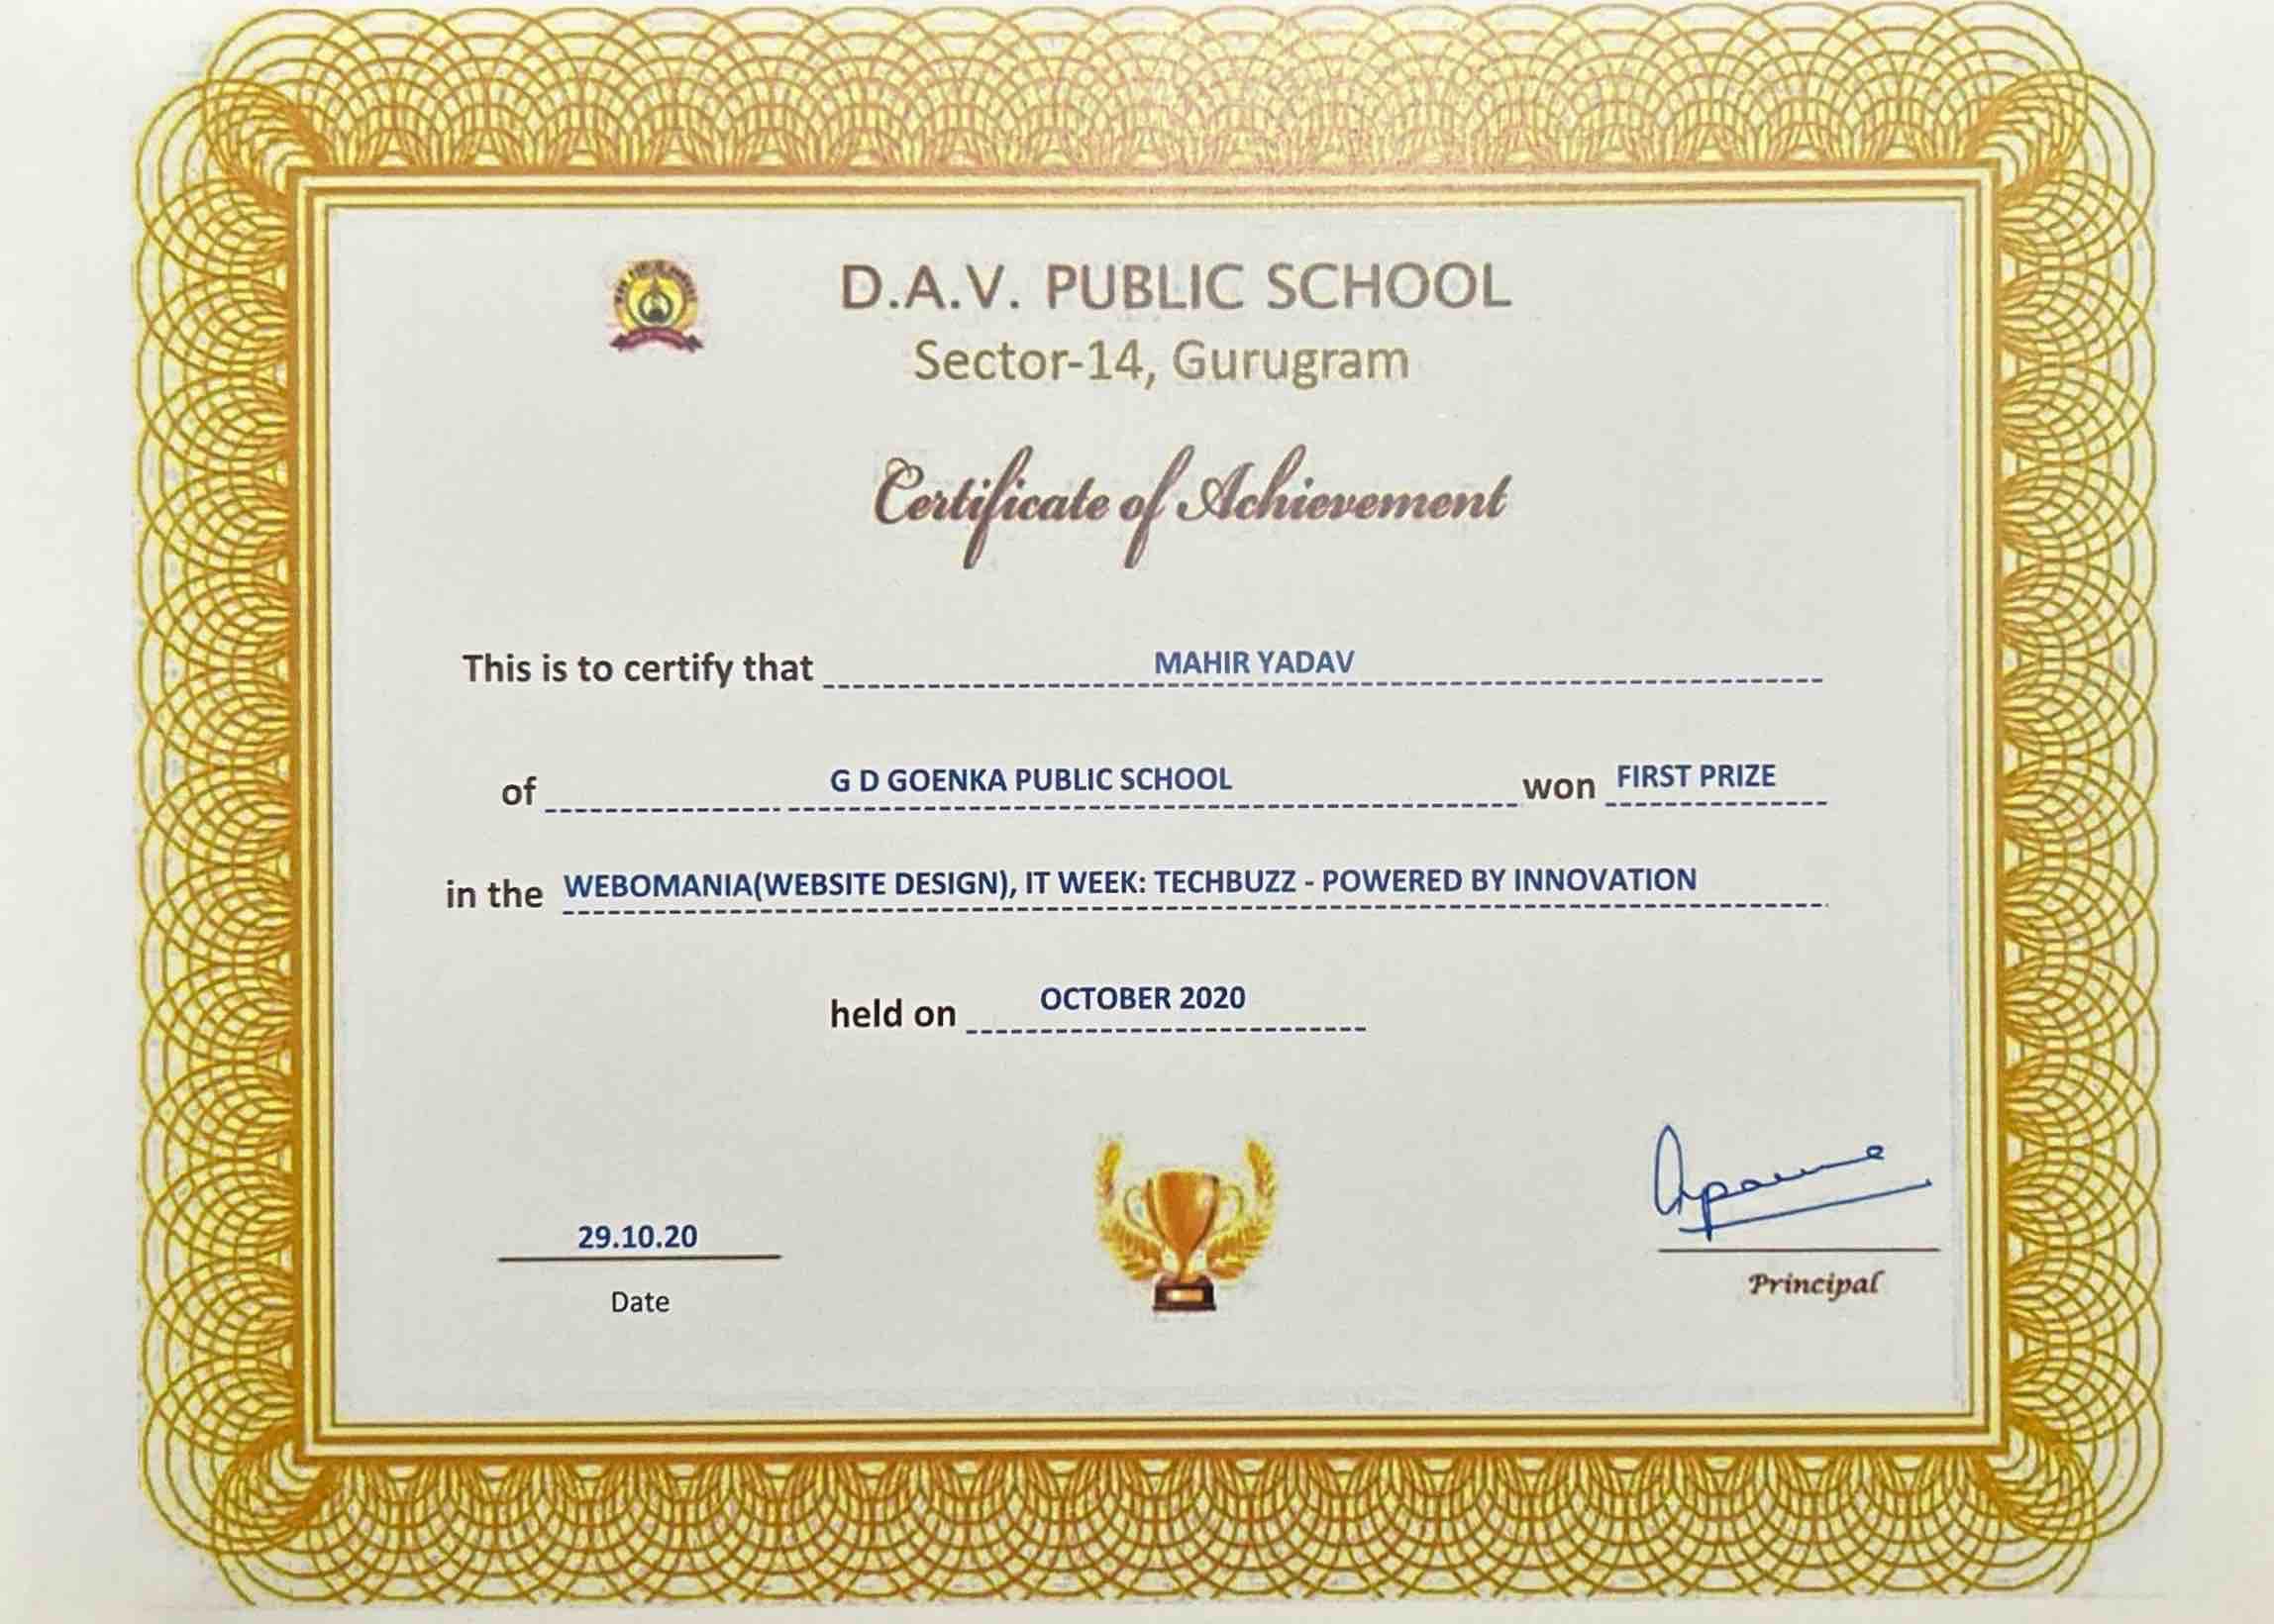 D.A.V. PUBLIC SCHOOL
Sector-14, Gurugram
Certificate of Achievement
This is to certify that MAHIR YADAV
of G D GOENKA PUBLIC SCHOOL won FIRST PRIZE
in the WEBOMANIA(WEBSITE DESIGN), IT WEEK: TECHBUZZ - POWERED BY INNOVATION
held on OCTOBER 2020
29.10.20
Date
Principal